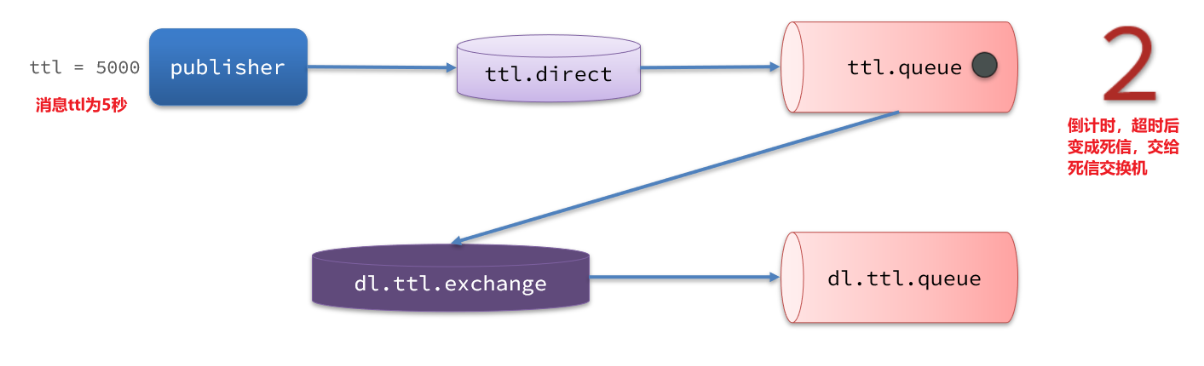 ttl = 5000
消息ttl为5秒
publisher
ttl.direct
ttl.queue
2
倒计时，超时后
变成死信，交给
死信交换机
dl.ttl.exchange
dl.ttl.queue